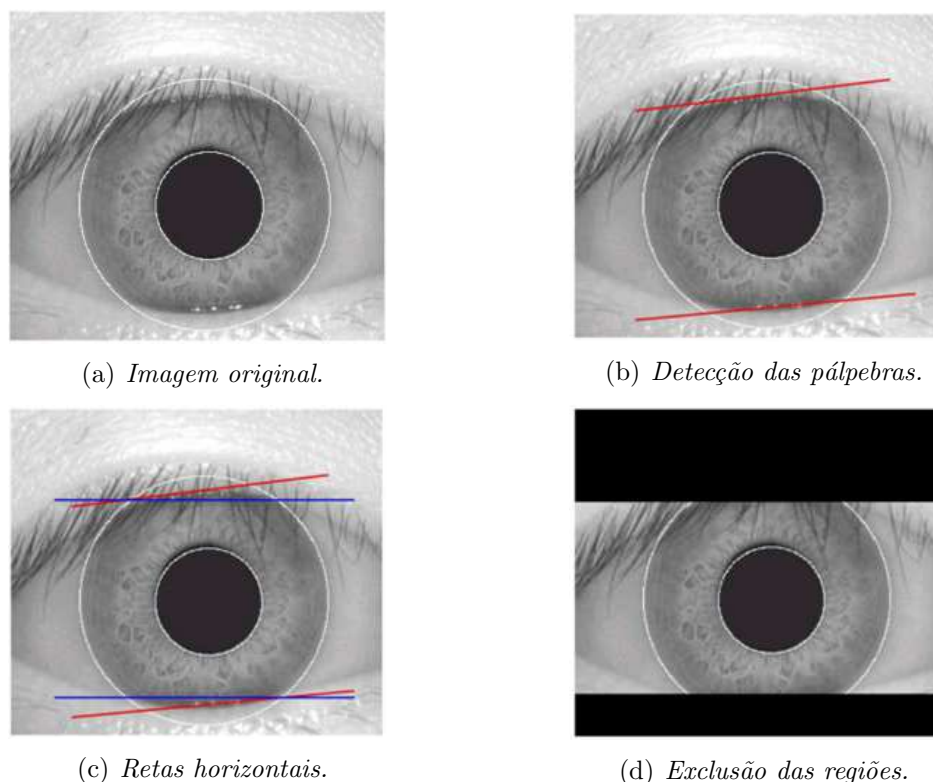 (a) Imagem original.
(b) Detecção das pálpebras.
(c) Retas horizontais.
(d) Exclusão das regiões.